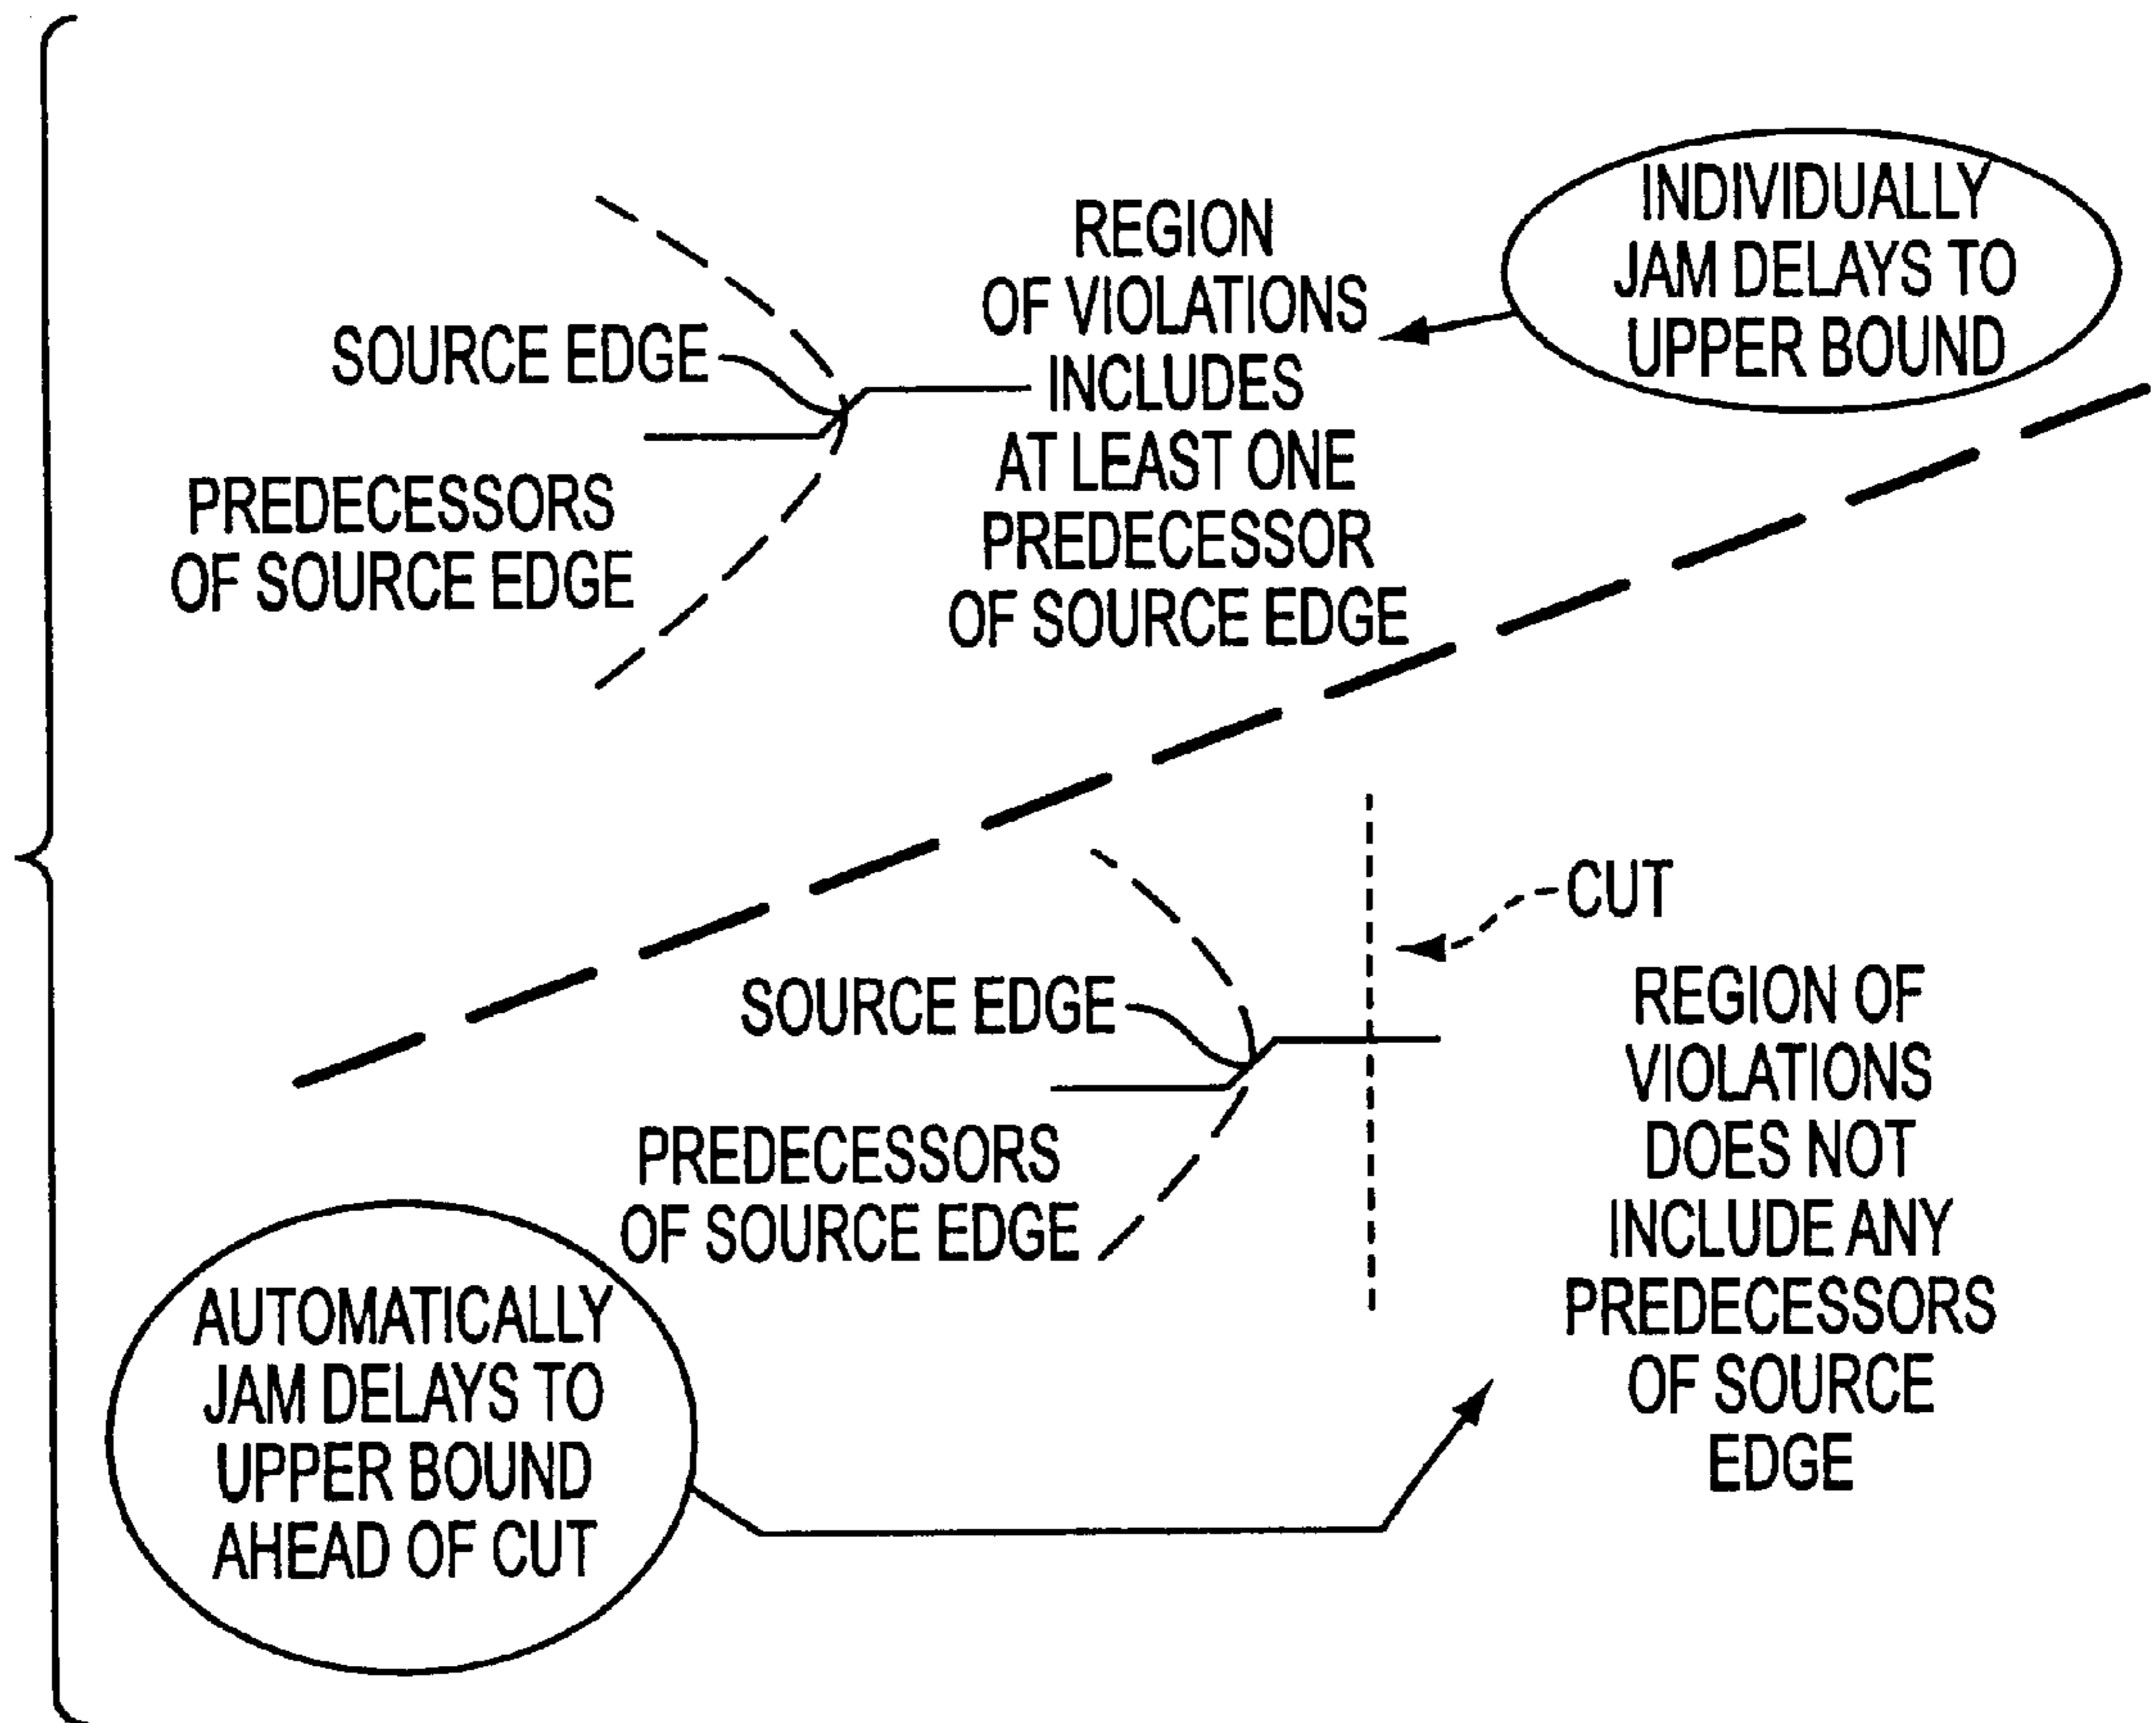 INDIVIDUALLY
JAM DELAYS TO
UPPER BOUND
REGION
OF VIOLATIONS
INCLUDES
AT LEAST ONE
PREDECESSOR
OF SOURCE EDGE
SOURCE EDGE
PREDECESSORS
OF SOURCE EDGE
CUT
SOURCE EDGE
PREDECESSORS
OF SOURCE EDGE
REGION OF
VIOLATIONS
DOES NOT
INCLUDE ANY
PREDECESSORS
OF SOURCE
EDGE
AUTOMATICALLY
JAM DELAYS TO
UPPER BOUND
AHEAD OF CUT